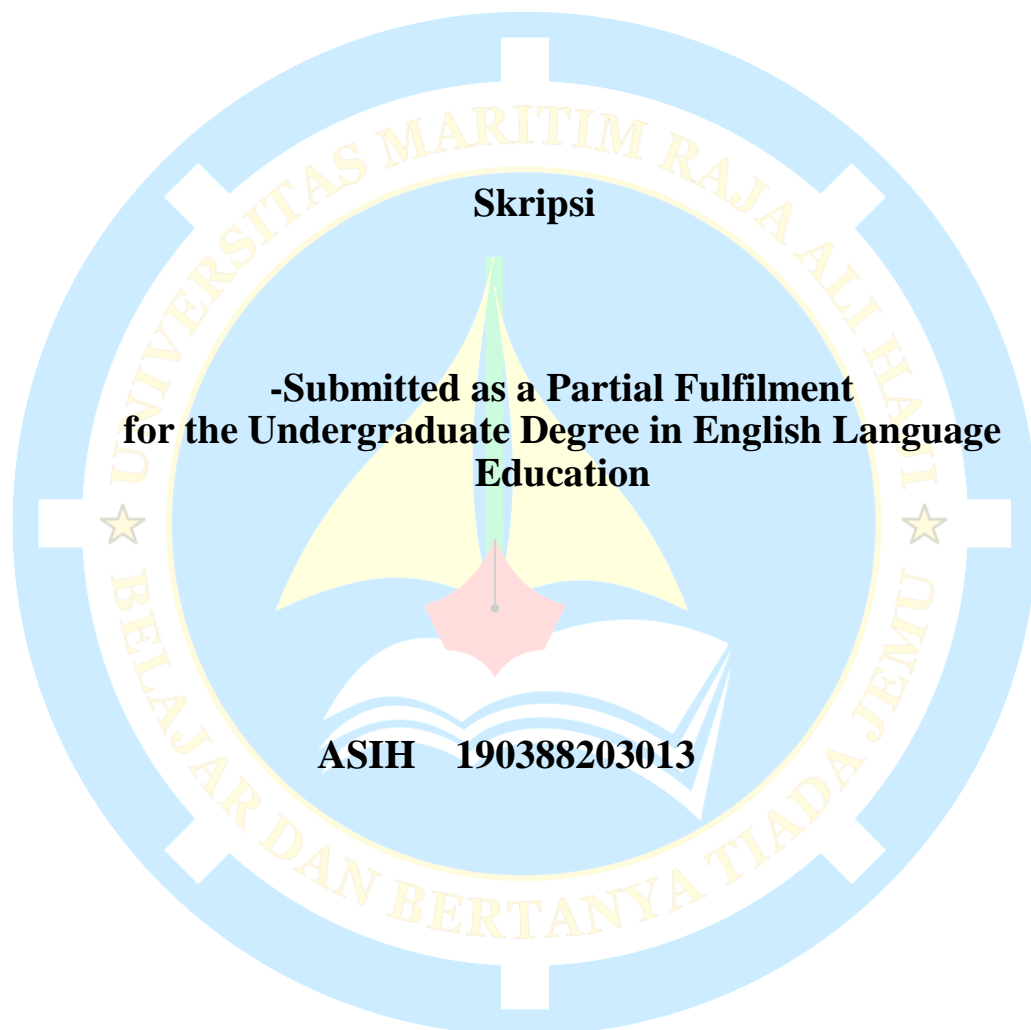 UNIVERSITAS MARITIM RAJA ALI HAJI
Skripsi
-Submitted as a Partial Fulfilment
for the Undergraduate Degree in English Language
Education
ASIH 190388203013
BELAJAR DAN BERTANYA TIADA JEMU